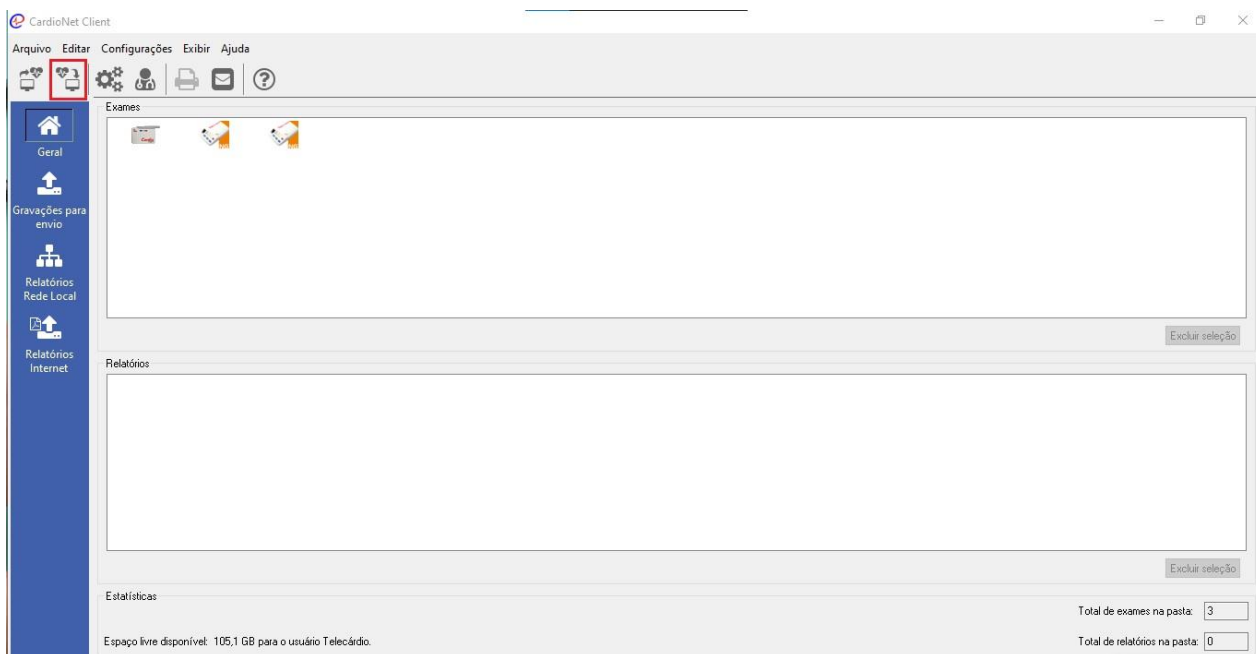 CardioNet Client
Arquivo Editar Configurações Exibir Ajuda
Exames
Geral
Gravações para
envio
Relatórios
Rede Local
Relatórios
Internet
Excluir seleção
Relatórios
Excluir seleção
Estatísticas
Total de exames na pasta: 3
Espaço livre disponível: 105,1 GB para o usuário Telecárdio.
Total de relatórios na pasta: 0